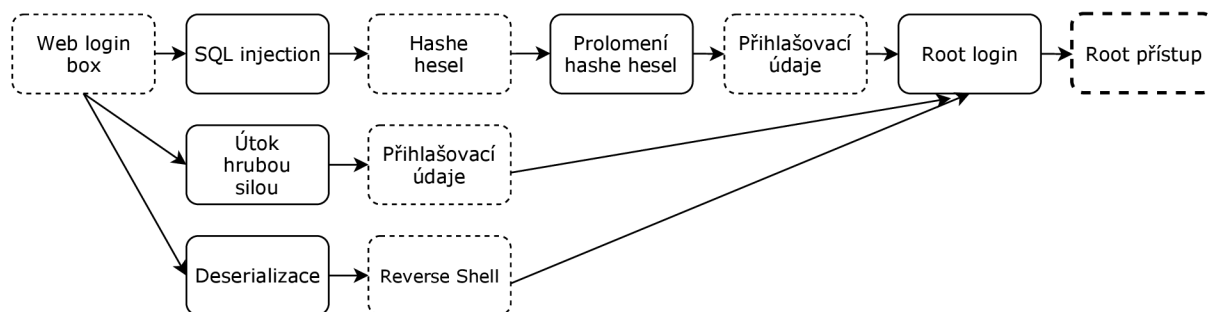 Web login
box
SQL injection
Hashe
hesel
Prolomení
hashe hesel
Přihlašovací
údaje
Root login
Root prístup
Útok
hrubou
silou
Přihlašovací
údaje
Deserializace
Reverse Shell